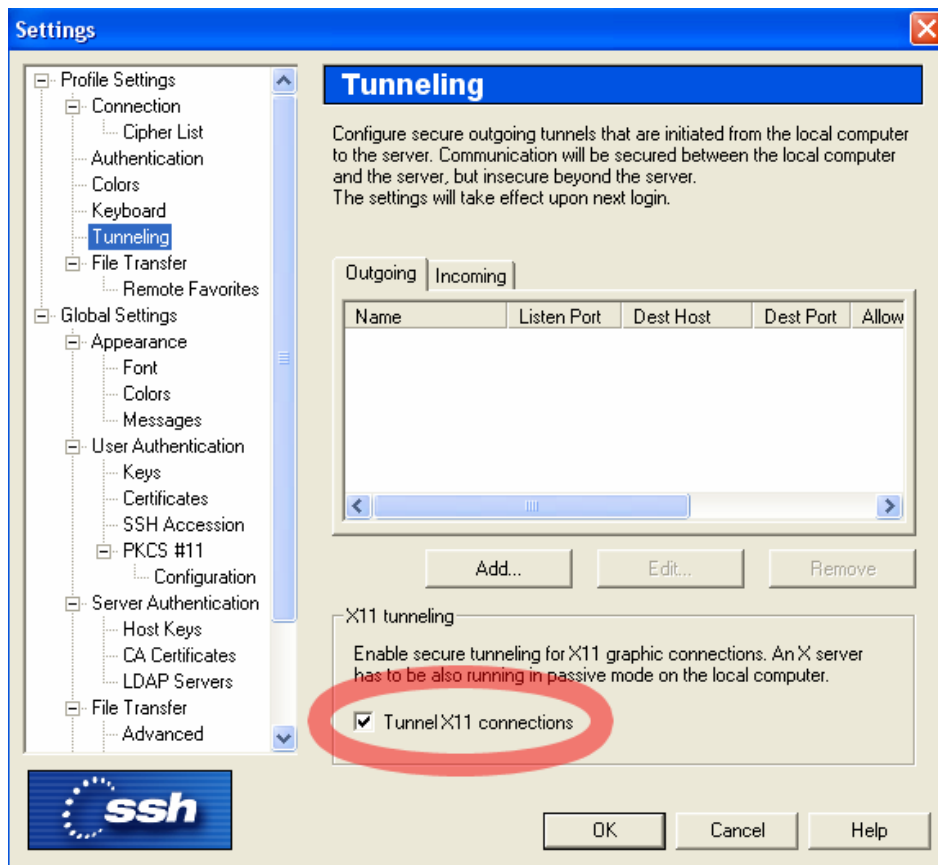 Settings
Profile Settings
Connection
Cipher List
Authentication
Colors
Keyboard
Tunneling
File Transfer
Remote Favorites
Global Settings
Appearance
Font
Colors
Messages
User Authentication
Keys
Certificates
SSH Accession
PKCS #11
Configuration
Server Authentication
Host Keys
CA Certificates
LDAP Servers
File Transfer
Advanced
ssh
Tunneling
Configure secure outgoing tunnels that are initiated from the local computer
to the server. Communication will be secured between the local computer
and the server, but insecure beyond the server.
The settings will take effect upon next login.
Outgoing Incoming
Name Listen Port Dest Host Dest Port Allow
Add... Edit... Remove
X11 tunneling
Enable secure tunneling for X11 graphic connections. An X server
has to be also running in passive mode on the local computer.
Tunnel X11 connections
OK Cancel Help